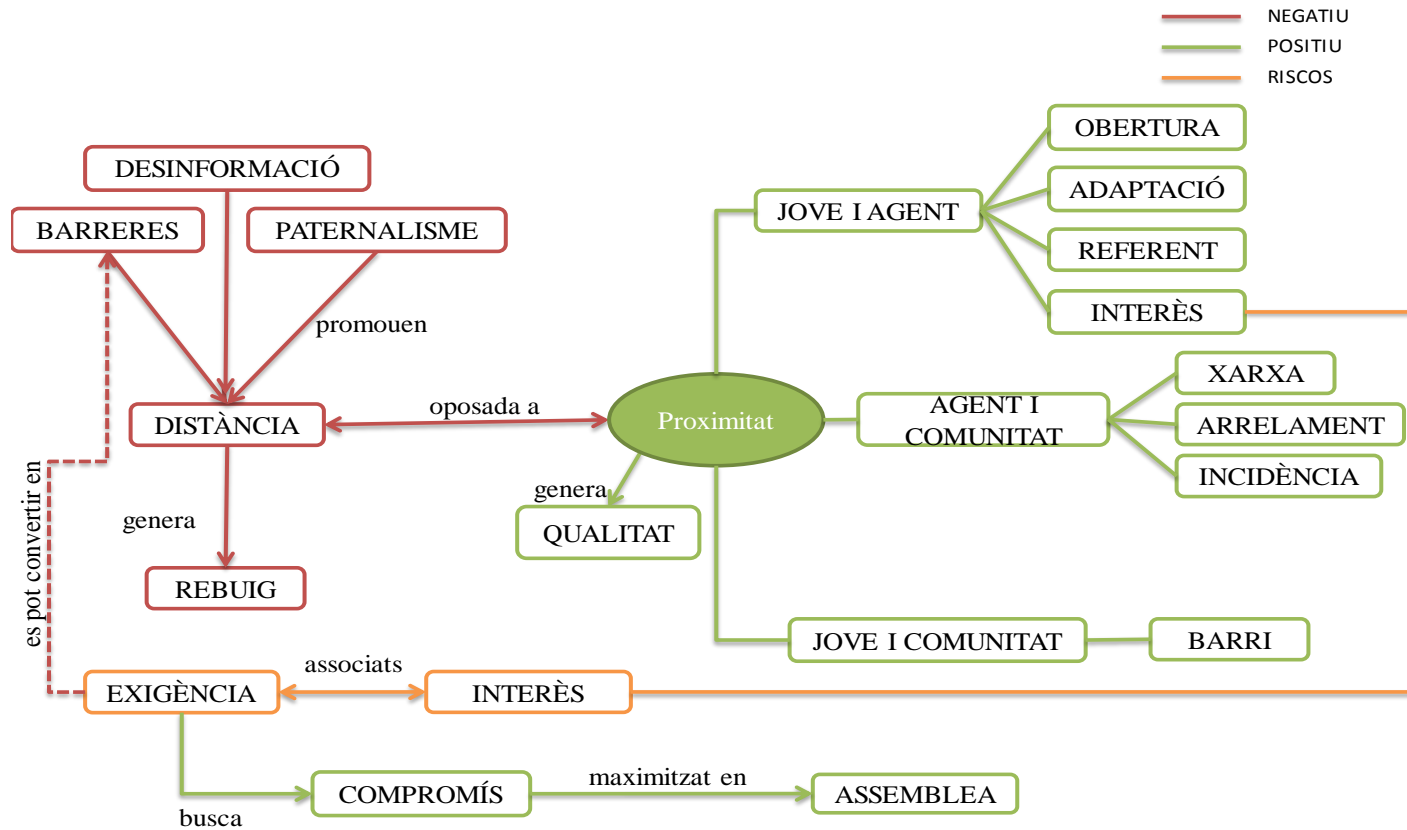 NEGATIU
POSITIU
RISCOS
OBERTURA
DESINFORMACIÓ
ADAPTACIÓ
JOVE I AGENT
BARRERES
PATERNALISME
REFERENT
INTERÈS
promouen
XARXA
AGENT I
COMUNITAT
oposada a
Proximitat
DISTÀNCIA
ARRELAMENT
INCIDÈNCIA
genera
QUALITAT
genera
es pot convertir en
REBUIG
JOVE I COMUNITAT
BARRI
associats
EXIGÈNCIA
INTERÈS
maximitzat en
COMPROMÍS
ASSEMBLEA
busca